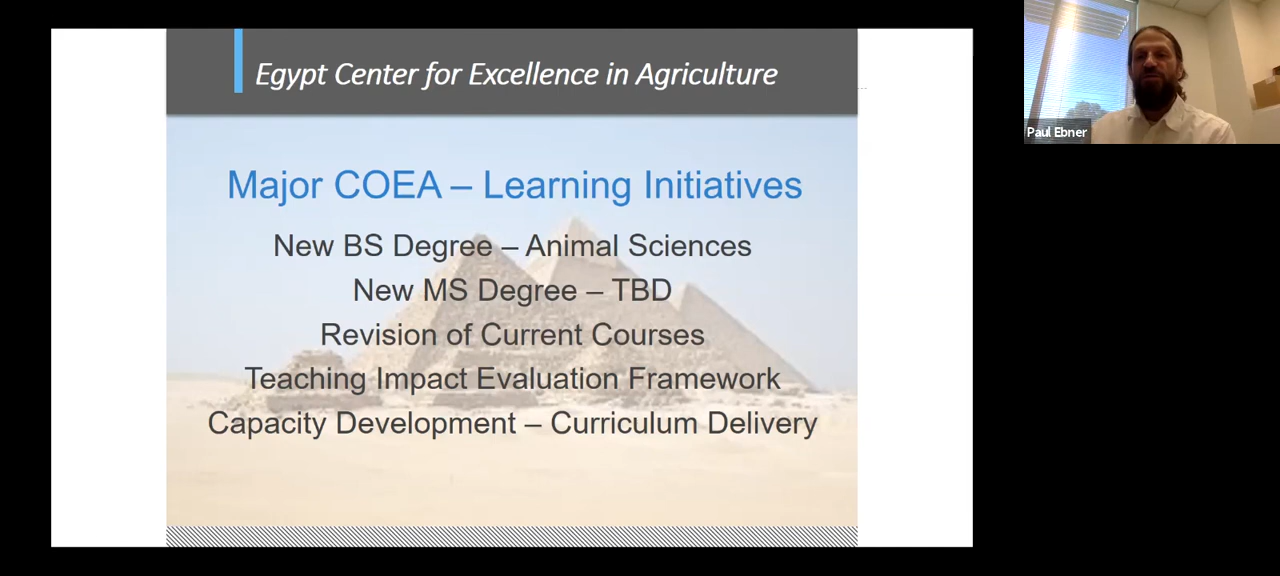 Egypt Center for Excellence in Agriculture
Major COEA – Learning Initiatives
New BS Degree – Animal Sciences
New MS Degree – TBD
Revision of Current Courses
Teaching Impact Evaluation Framework
Capacity Development – Curriculum Delivery
Paul Ebner